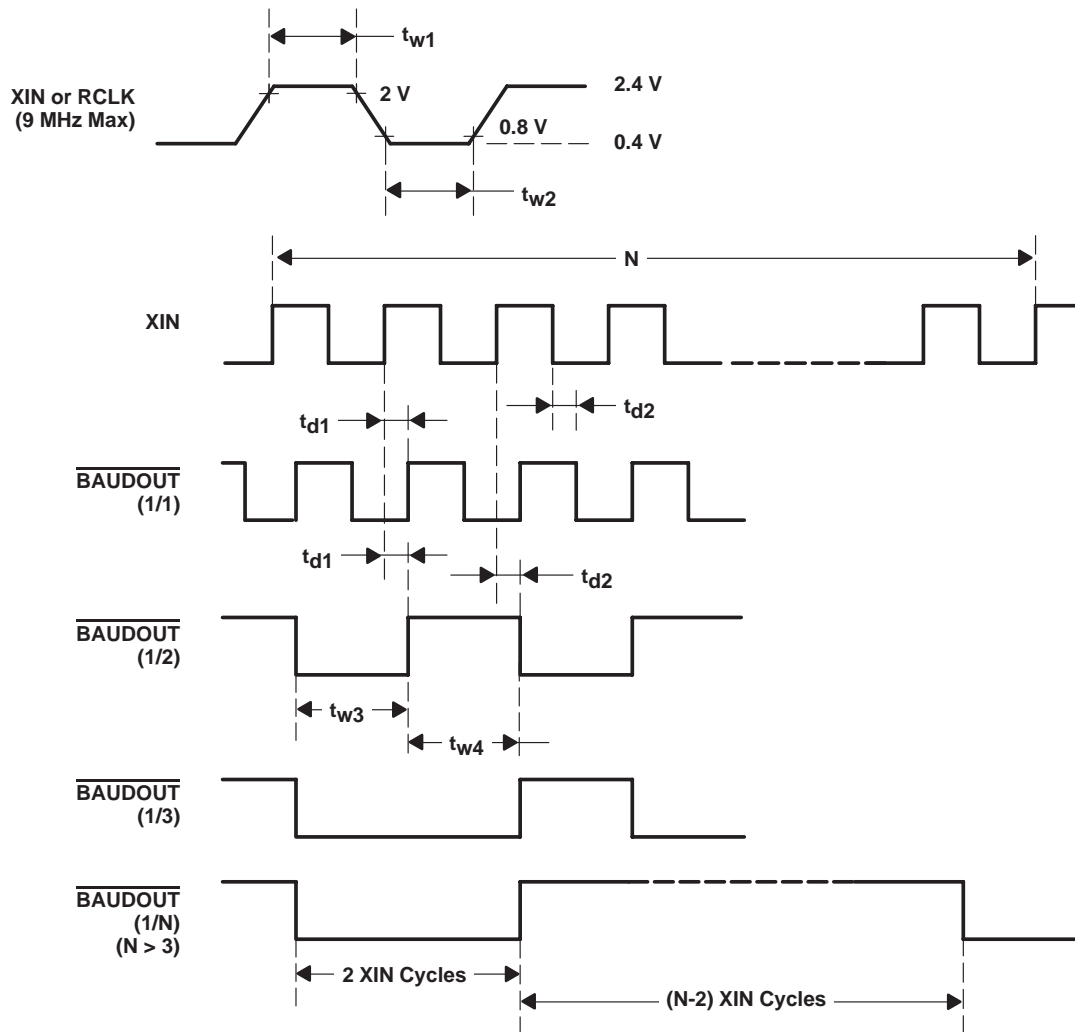 tw1
XIN or RCLK
(9 MHz Max)
2 V
2.4 V
0.8 V
0.4 V
tw2
N
XIN
td1
td2
BAUDOUT
(1/1)
td1
td2
BAUDOUT
(1/2)
tw3
tw4
BAUDOUT
(1/3)
BAUDOUT
(1/N)
(N > 3)
2 XIN Cycles
(N-2) XIN Cycles